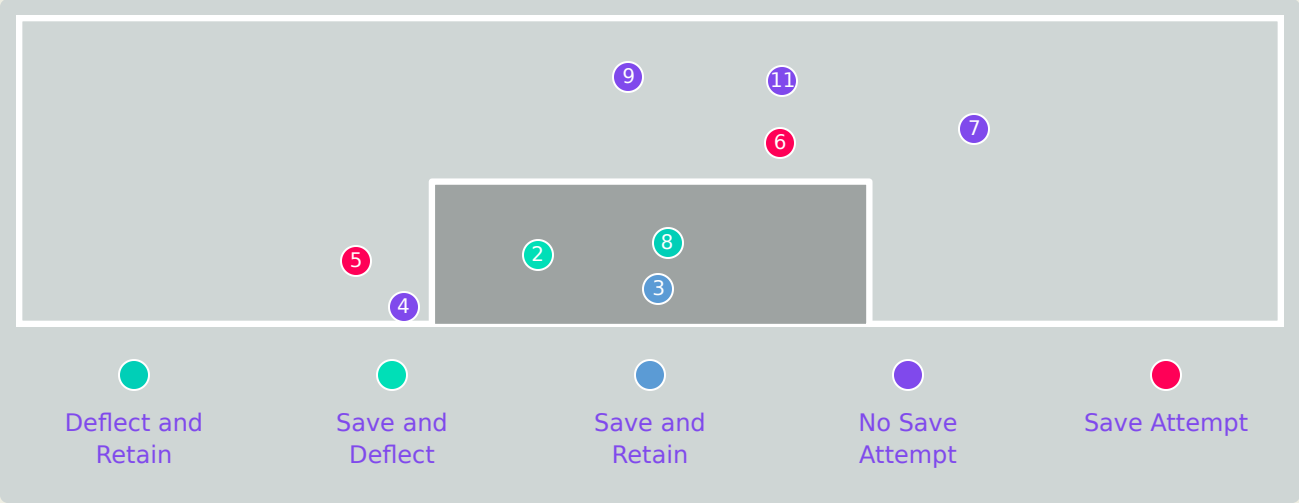 9
11
7
6
8
2
5
3
4
Deflect and
Retain
Save and
Deflect
Save and
Retain
No Save
Attempt
Save Attempt